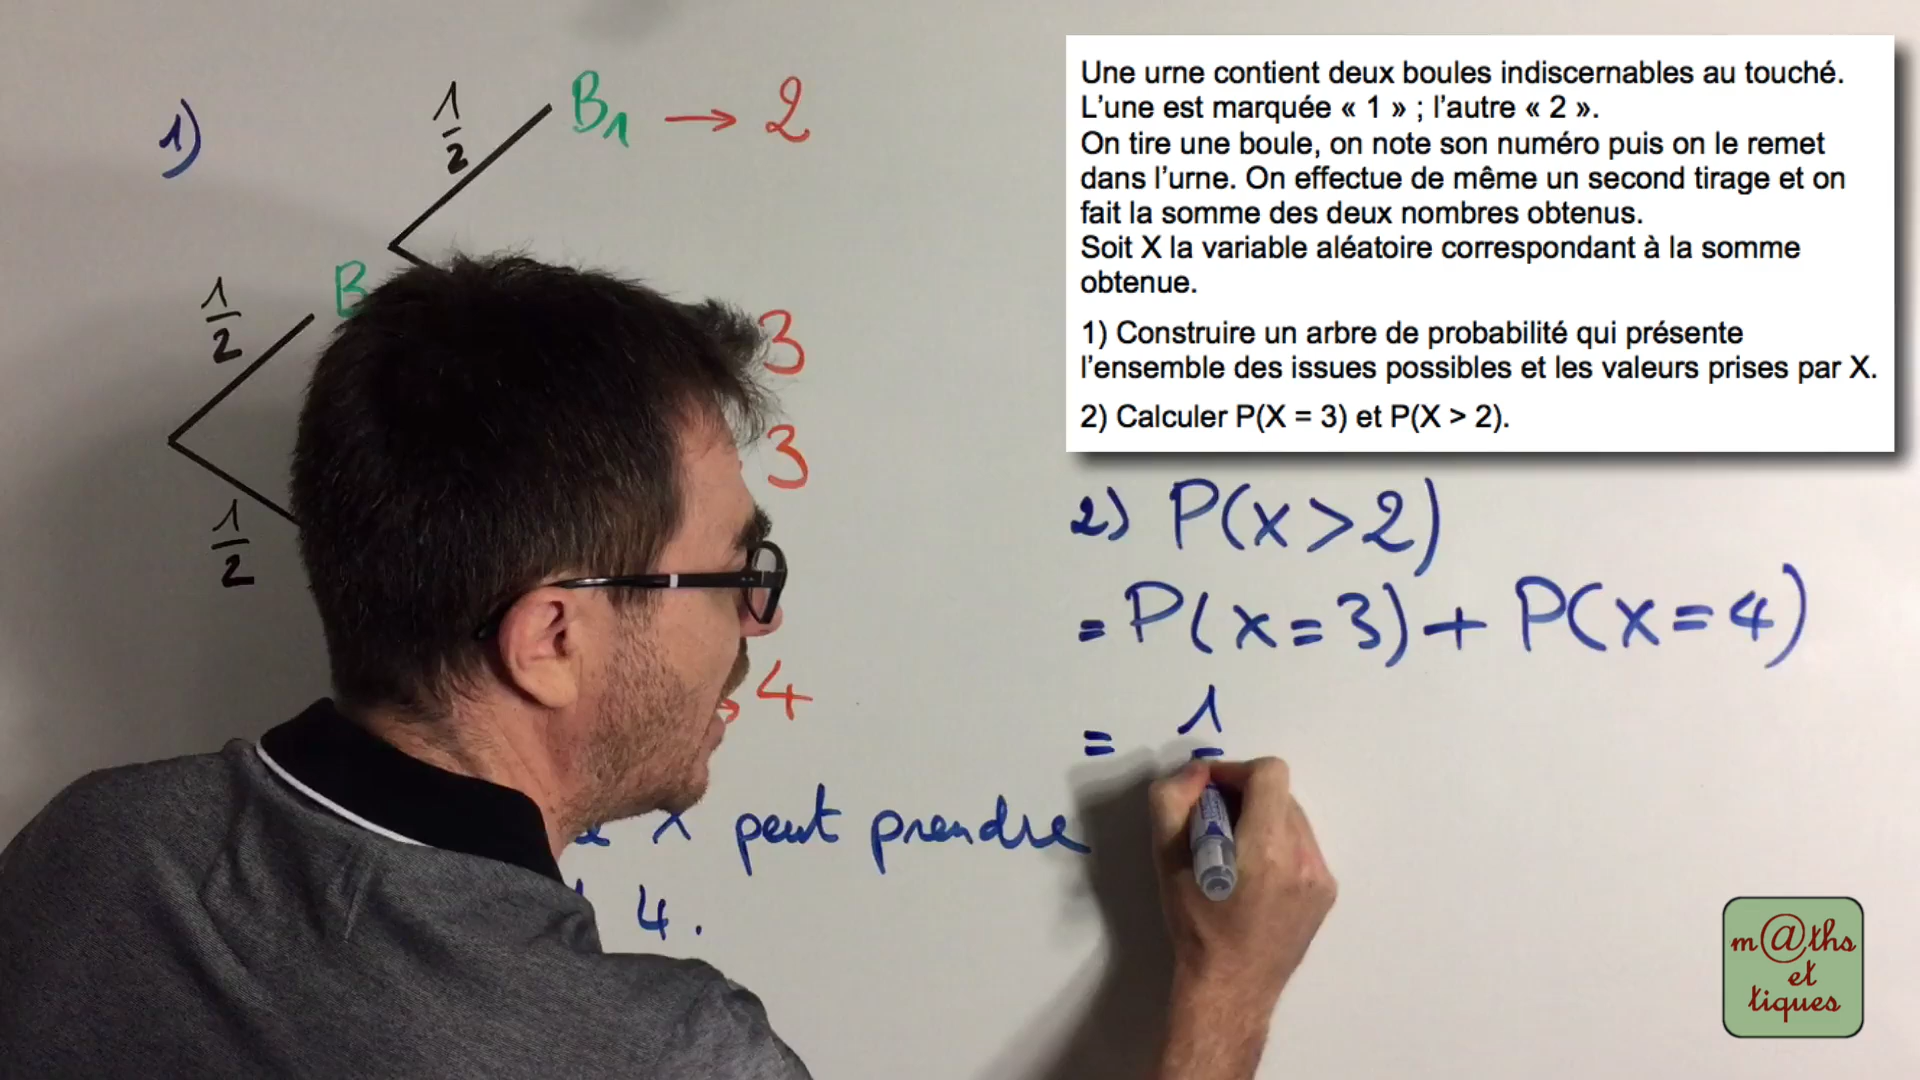 1)
1/2
B1 → 2
1/2
B
3
3
1/2
→ 4
X peut prendre
4.
Une urne contient deux boules indiscernables au touché.
L'une est marquée « 1 » ; l'autre « 2 ».
On tire une boule, on note son numéro puis on le remet
dans l'urne. On effectue de même un second tirage et on
fait la somme des deux nombres obtenus.
Soit X la variable aléatoire correspondant à la somme
obtenue.
1) Construire un arbre de probabilité qui présente
l'ensemble des issues possibles et les valeurs prises par X.
2) Calculer P(X = 3) et P(X > 2).
2) P(X>2)
= P(X=3) + P(X=4)
= 1
m@ths
et
tiques